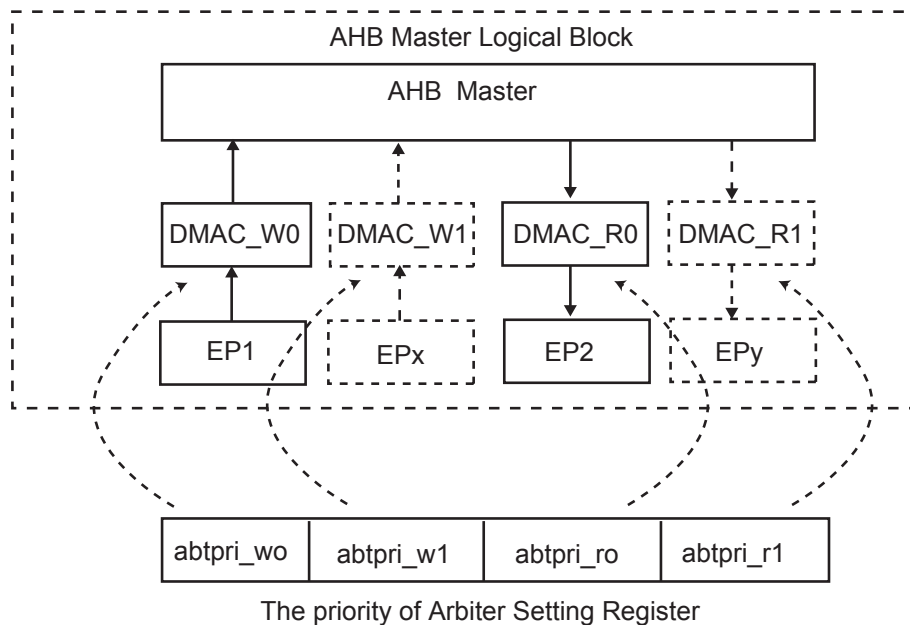 AHB Master Logical Block
AHB Master
DMAC_W0 DMAC_W1 DMAC_R0 DMAC_R1
EP1 EPx EP2 EPy
abtpri_wo abtpri_w1 abtpri_ro abtpri_r1
The priority of Arbiter Setting Register